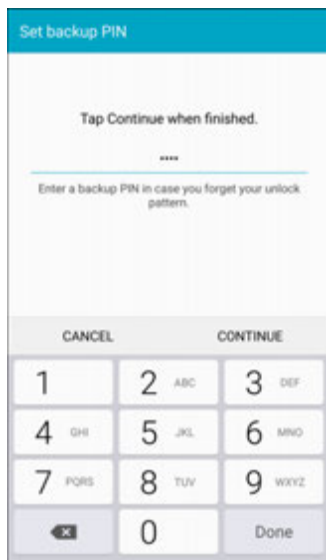 Set backup PIN
Tap Continue when finished.
••••
Enter a backup PIN in case you forget your unlock
pattern.
CANCEL CONTINUE
1 2 ABC 3 DEF
4 GHI 5 JKL 6 MNO
7 PQRS 8 TUV 9 WXYZ
0 Done